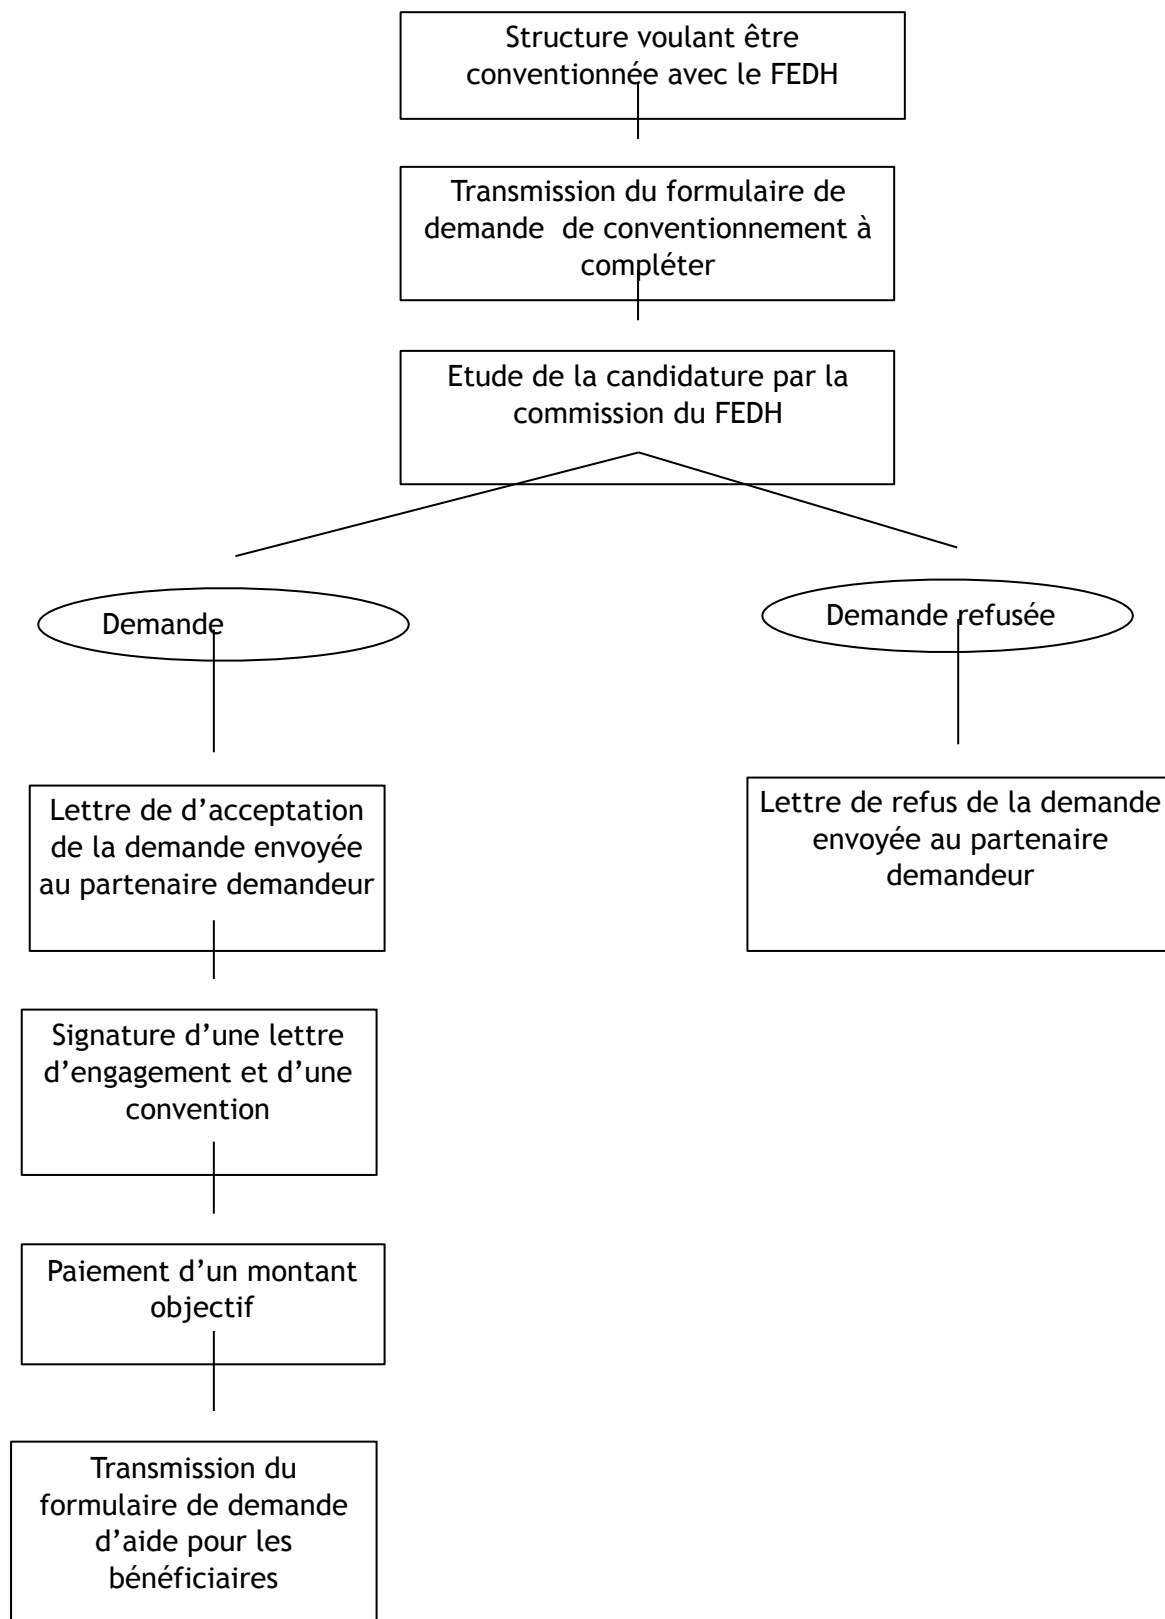 Structure voulant être
conventionnée avec le FEDH
Transmission du formulaire de
demande  de conventionnement à
compléter
Etude de la candidature par la
commission du FEDH
Demande
Demande refusée
Lettre de d’acceptation
de la demande envoyée
au partenaire demandeur
Lettre de refus de la demande
envoyée au partenaire
demandeur
Signature d’une lettre
d’engagement et d’une
convention
Paiement d’un montant
objectif
Transmission du
formulaire de demande
d’aide pour les
bénéficiaires